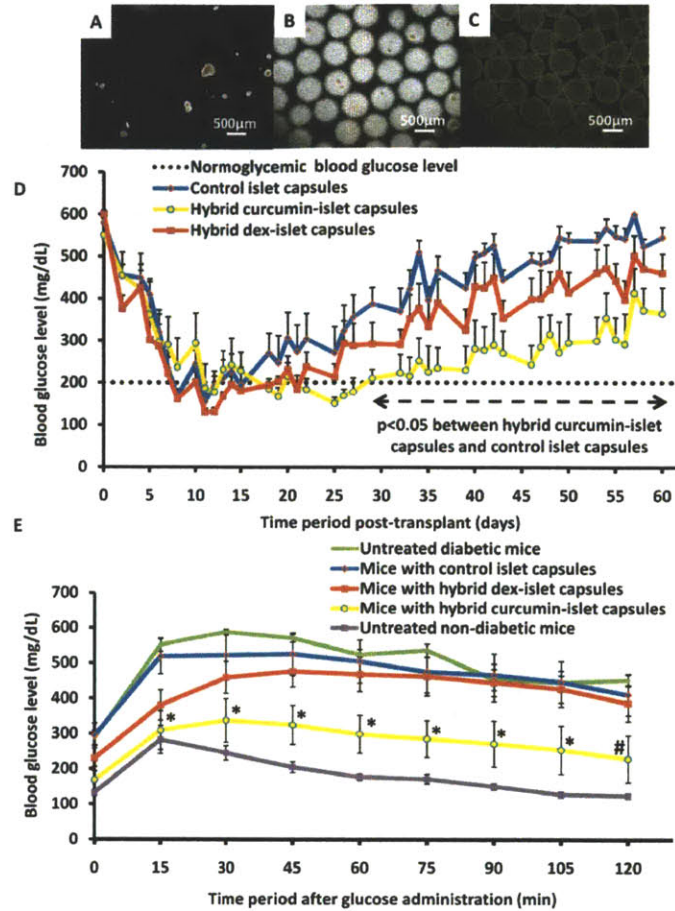 A B C
500μm 500μm 500μm
D
700
600
500
400
300
200
100
0
Blood glucose level (mg/dL)
Normoglycemic blood glucose level
Control islet capsules
Hybrid curcumin-islet capsules
Hybrid dex-islet capsules
p<0.05 between hybrid curcumin-islet
capsules and control islet capsules
0 5 10 15 20 25 30 35 40 45 50 55 60
Time period post-transplant (days)
E
Untreated diabetic mice
Mice with control islet capsules
Mice with hybrid dex-islet capsules
Mice with hybrid curcumin-islet capsules
Untreated non-diabetic mice
700
600
500
400
300
200
100
0
Blood glucose level (mg/dL)
* * * * * * * #
0 15 30 45 60 75 90 105 120
Time period after glucose administration (min)